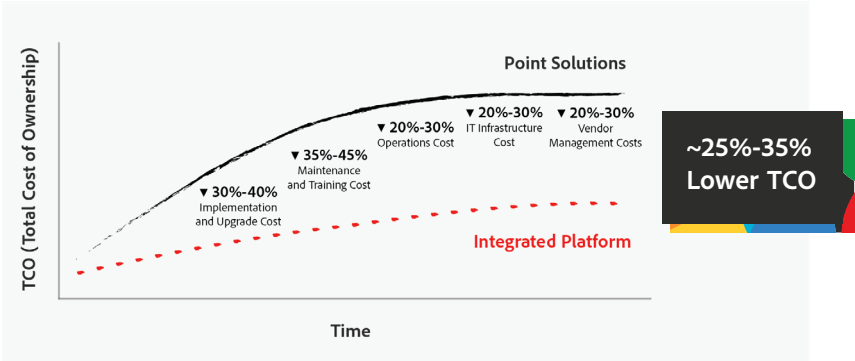 TCO (Total Cost of Ownership)
Point Solutions
▼ 30%-40%
Implementation
and Upgrade Cost
▼ 35%-45%
Maintenance
and Training Cost
▼ 20%-30%
Operations Cost
▼ 20%-30%
IT Infrastructure
Cost
▼ 20%-30%
Vendor
Management Costs
Integrated Platform
Time
~25%-35%
Lower TCO